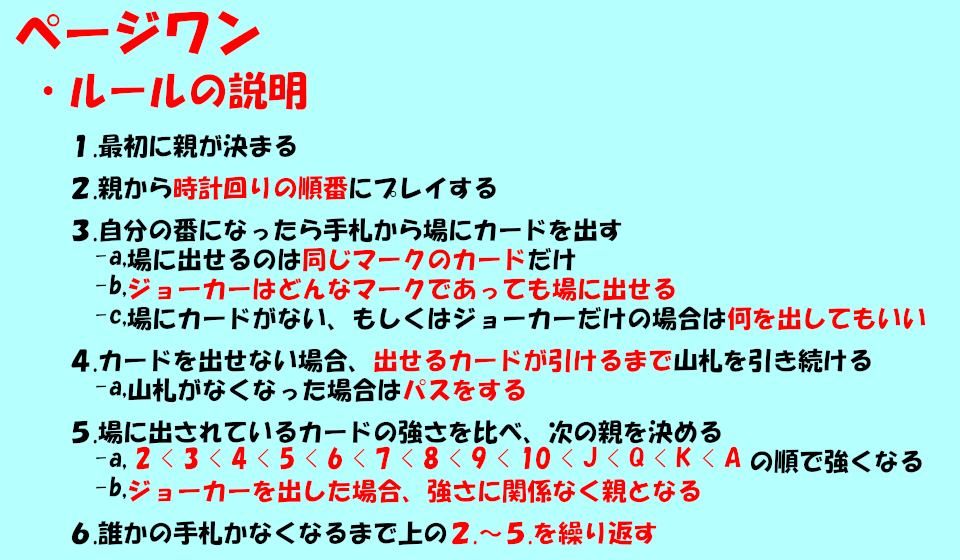 ページワン
・ルールの説明
１.最初に親が決まる
２.親から時計回りの順番にプレイする
３.自分の番になったら手札から場にカードを出す
-a,場に出せるのは同じマークのカードだけ
-b,ジョーカーはどんなマークであっても場に出せる
-c,場にカードがない、もしくはジョーカーだけの場合は何を出してもいい
４.カードを出せない場合、出せるカードが引けるまで山札を引き続ける
-a,山札がなくなった場合はパスをする
５.場に出されているカードの強さを比べ、次の親を決める
-a,２＜３＜４＜５＜６＜７＜８＜９＜10＜J＜Q＜K＜Aの順で強くなる
-b,ジョーカーを出した場合、強さに関係なく親となる
６.誰かの手札かなくなるまで上の２.～５.を繰り返す